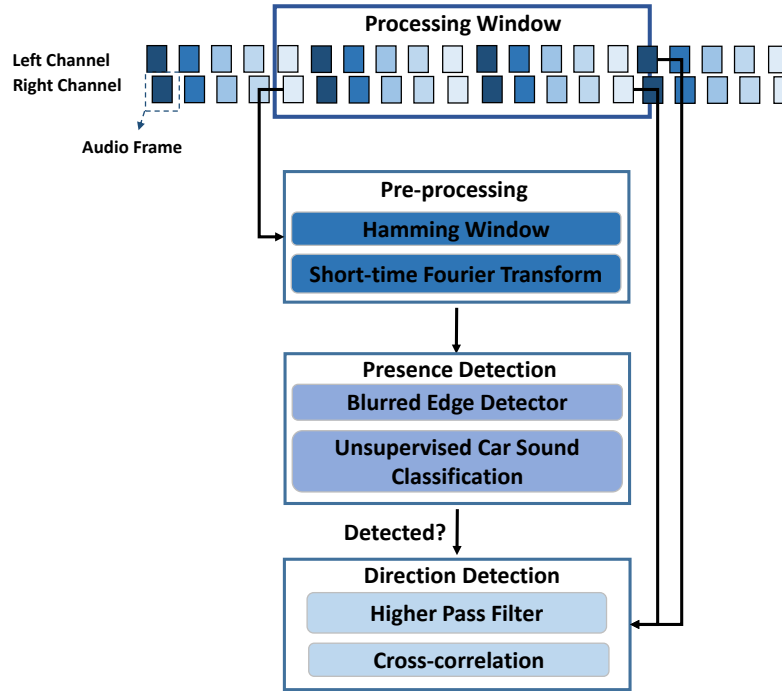 Processing Window
Left Channel
Right Channel
Audio Frame
Pre-processing
Hamming Window
Short-time Fourier Transform
Presence Detection
Blurred Edge Detector
Unsupervised Car Sound
Classification
Detected?
Direction Detection
Higher Pass Filter
Cross-correlation